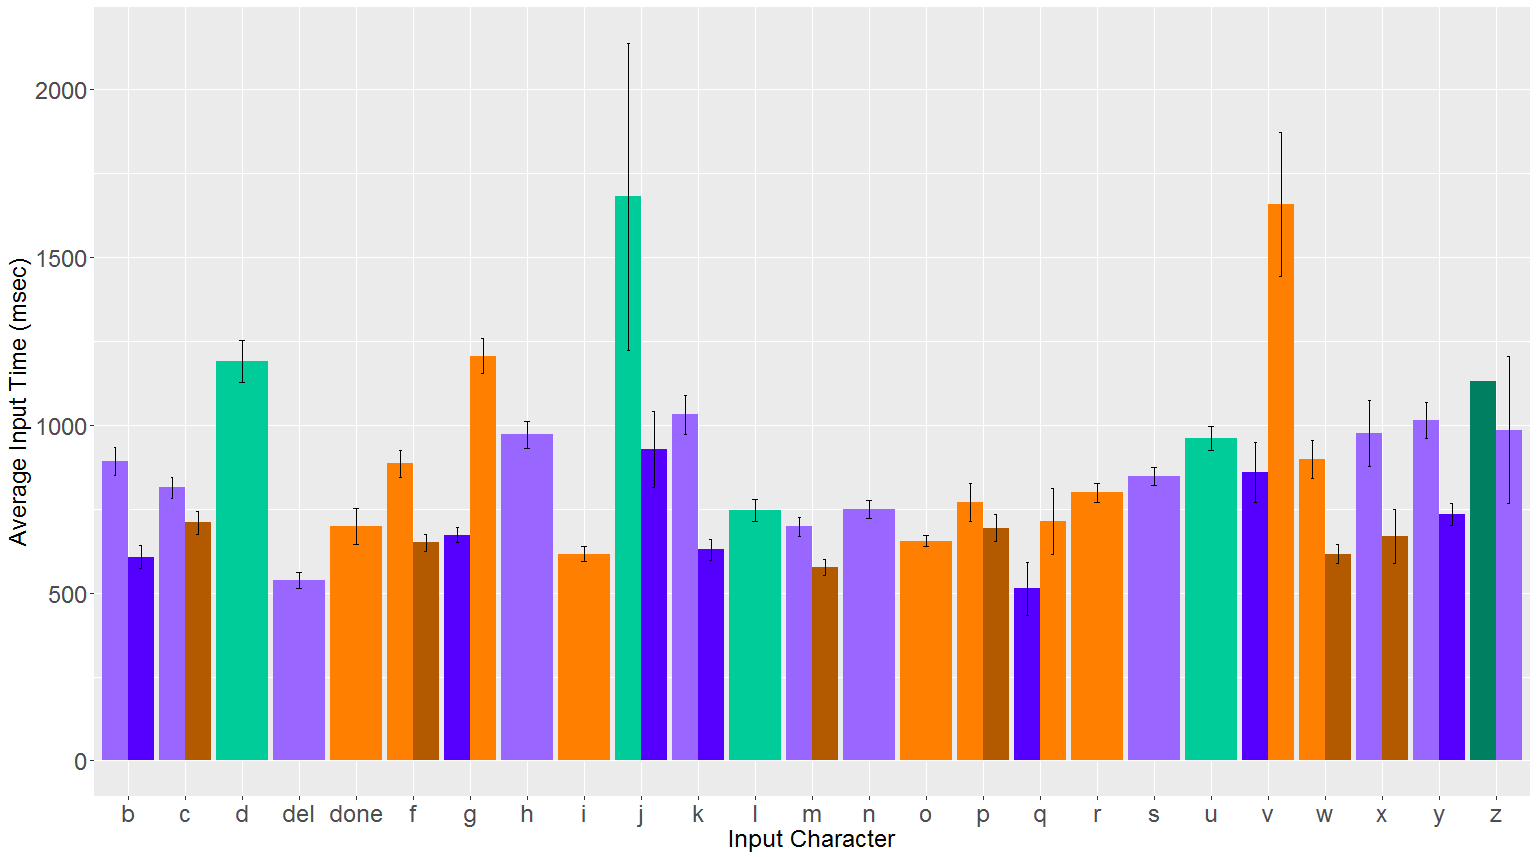 Average Input Time (msec)
2000
1500
1000
500
0
b c d del done f g h i j k l m n o p q r s u v w x y z
Input Character